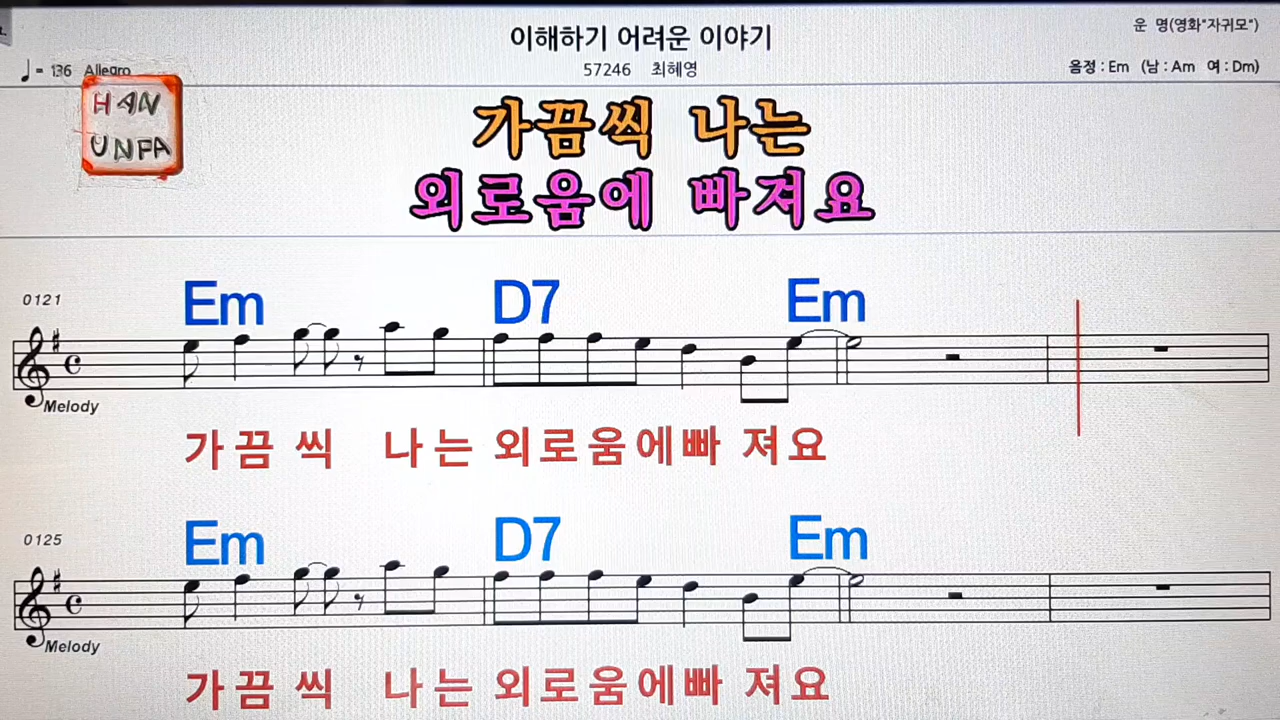 이해하기 어려운 이야기
운 명(영화"자귀모")
♩= 136 Allegro
57246 최혜영
음정 : Em (남 : Am 여 : Dm)
HAN
UNFA
가끔씩 나는
외로움에 빠져요
0121
Em D7 Em
Melody
가 끔 씩 나 는 외 로 움 에 빠 져 요
0125
Em D7 Em
Melody
가 끔 씩 나 는 외 로 움 에 빠 져 요